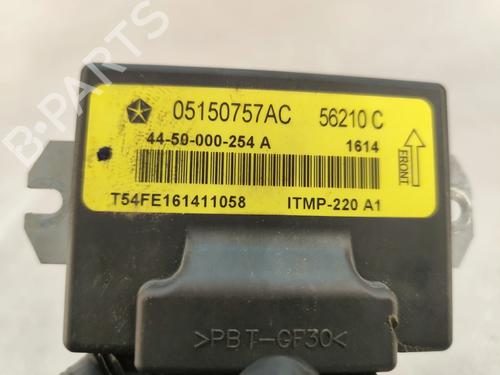 05150757AC 56210 C
44-50-000-254 A 1614
FRONT
T54FE161411058 ITMP-220 A1
>PBT-GF30<
B-PARTS